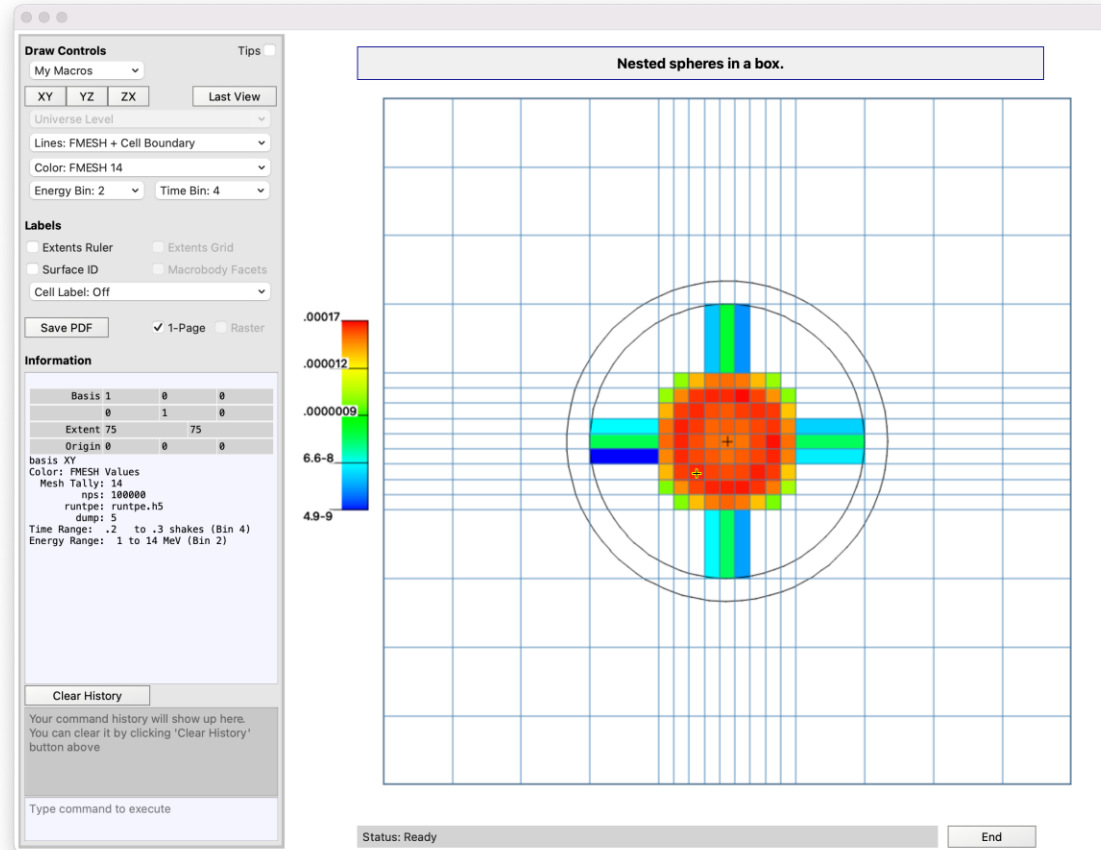 Draw Controls Tips
My Macros
XY YZ ZX Last View
Universe Level
Lines: FMESH + Cell Boundary
Color: FMESH 14
Energy Bin: 2 Time Bin: 4
Labels
Extents Ruler Extents Grid
Surface ID Macrobody Facets
Cell Label: Off
Save PDF 1-Page Raster
Information
Basis 1 0 0
0 1 0
Extent 75 75
Origin 0 0 0
basis XY
Color: FMESH Values
Mesh Tally: 14
nps: 100000
runtpe: runtpe.h5
dump: 5
Time Range: .2 to .3 shakes (Bin 4)
Energy Range: 1 to 14 MeV (Bin 2)
Clear History
Your command history will show up here.
You can clear it by clicking 'Clear History'
button above
Type command to execute
Nested spheres in a box.
.00017
.000012
.0000009
6.6-8
4.9-9
Status: Ready End